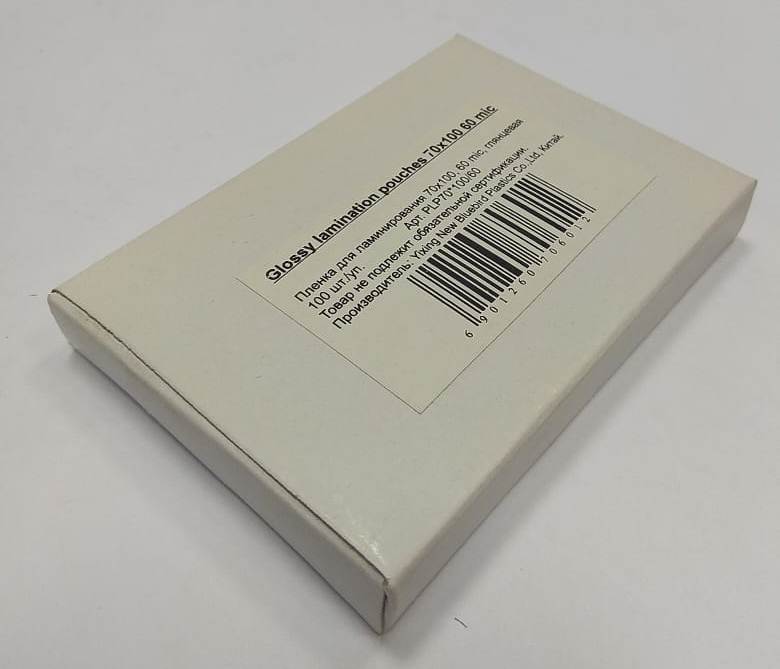 Glossy lamination pouches 70x100 60 mic
Пленка для ламинирования 70x100, 60 mic, глянцевая
100 шт./уп. Арт. PLP70*100/60
Товар не подлежит обязательной сертификации.
Производитель: Yixing New Bluebird Plastics Co.,Ltd, Китай.
6901260706012